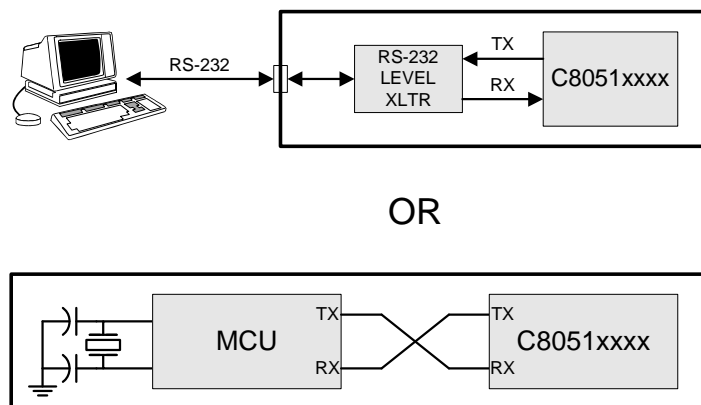 RS-232
RS-232
LEVEL
XLTR
TX
RX
C8051xxxx
OR
MCU
TX
RX
TX
RX
C8051xxxx